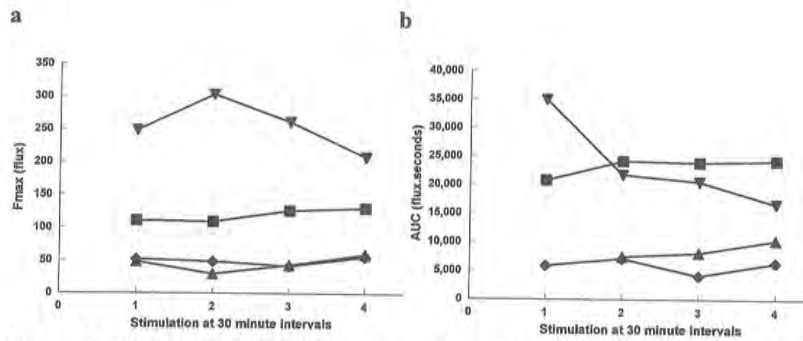 a
350
300
250
200
150
100
50
0
Fmax (flux)
0 1 2 3 4
Stimulation at 30 minute intervals
b
40,000
35,000
30,000
25,000
20,000
15,000
10,000
5,000
0
AUC (flux.seconds)
0 1 2 3 4
Stimulation at 30 minute intervals